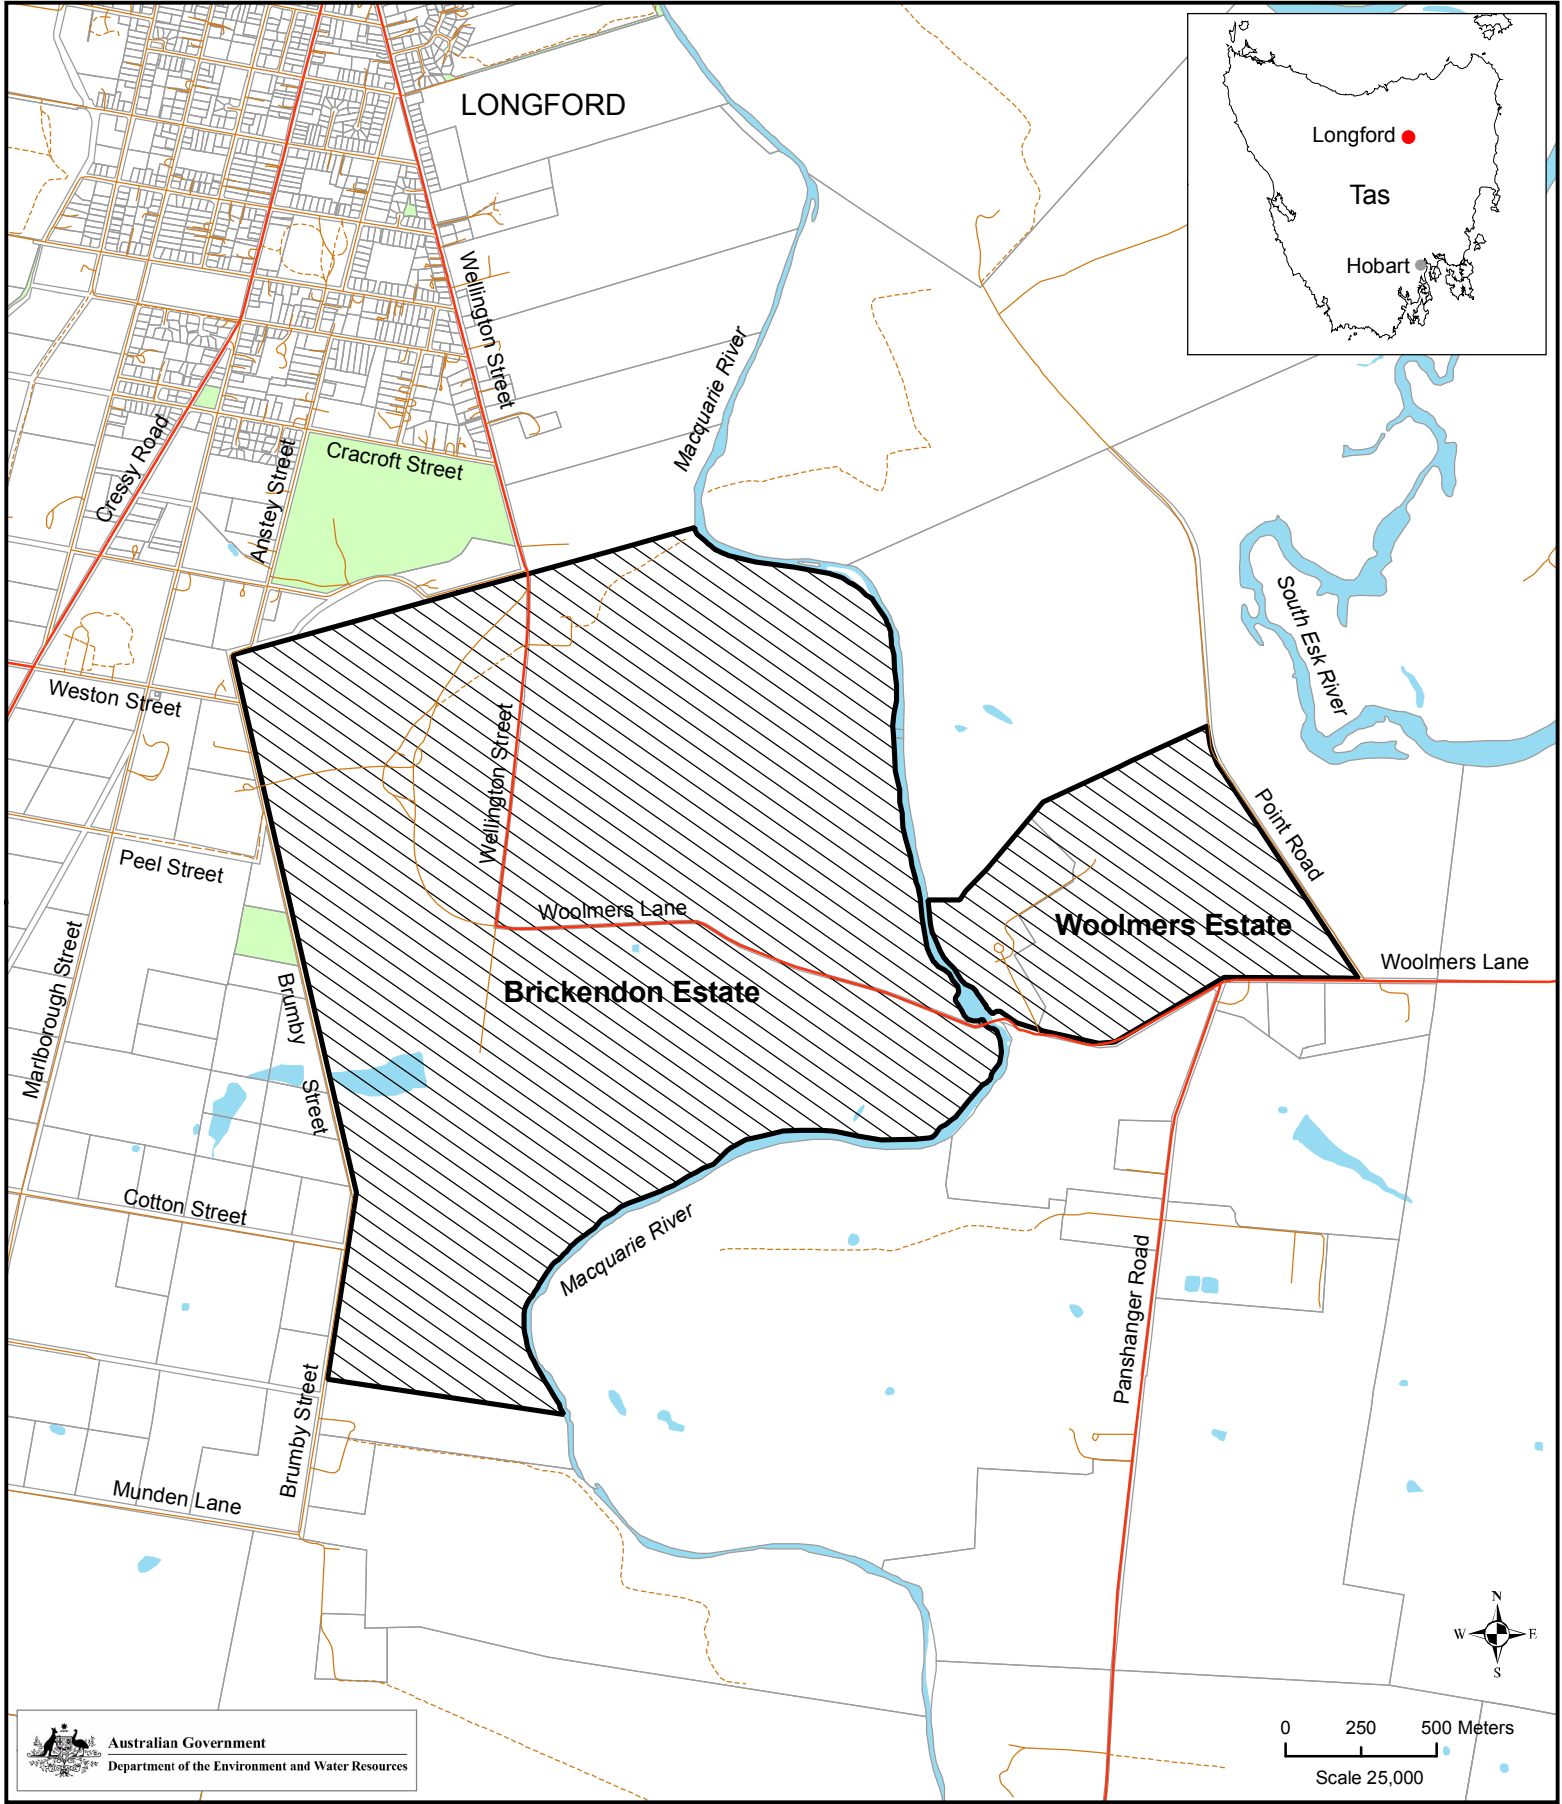 LONGFORD
Longford
Tas
Hobart
Wellington Street
Macquarie River
Cracroft Street
Cressy Road
Anstey Street
South Esk River
Weston Street
Wellington Street
Point Road
Peel Street
Woolmers Lane
Woolmers Estate
Woolmers Lane
Brickendon Estate
Marlborough Street
Brumby
Street
Cotton Street
Macquarie River
Panshanger Road
Brumby Street
Munden Lane
N
W E
S
0 250 500 Meters
Scale 25,000
Australian Government
Department of the Environment and Water Resources